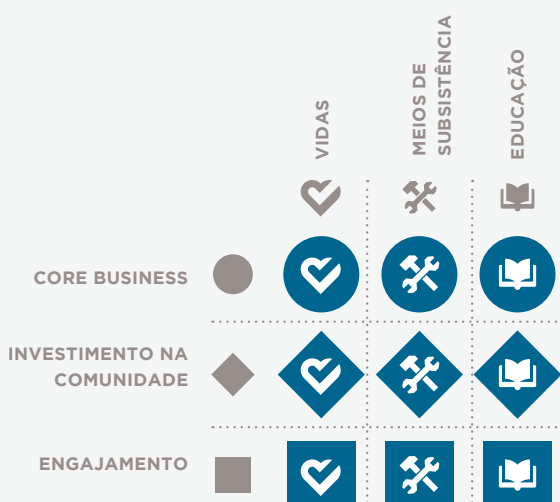 VIDAS
MEIOS DE
SUBSISTÊNCIA
EDUCAÇÃO
CORE BUSINESS
INVESTIMENTO NA
COMUNIDADE
ENGAJAMENTO